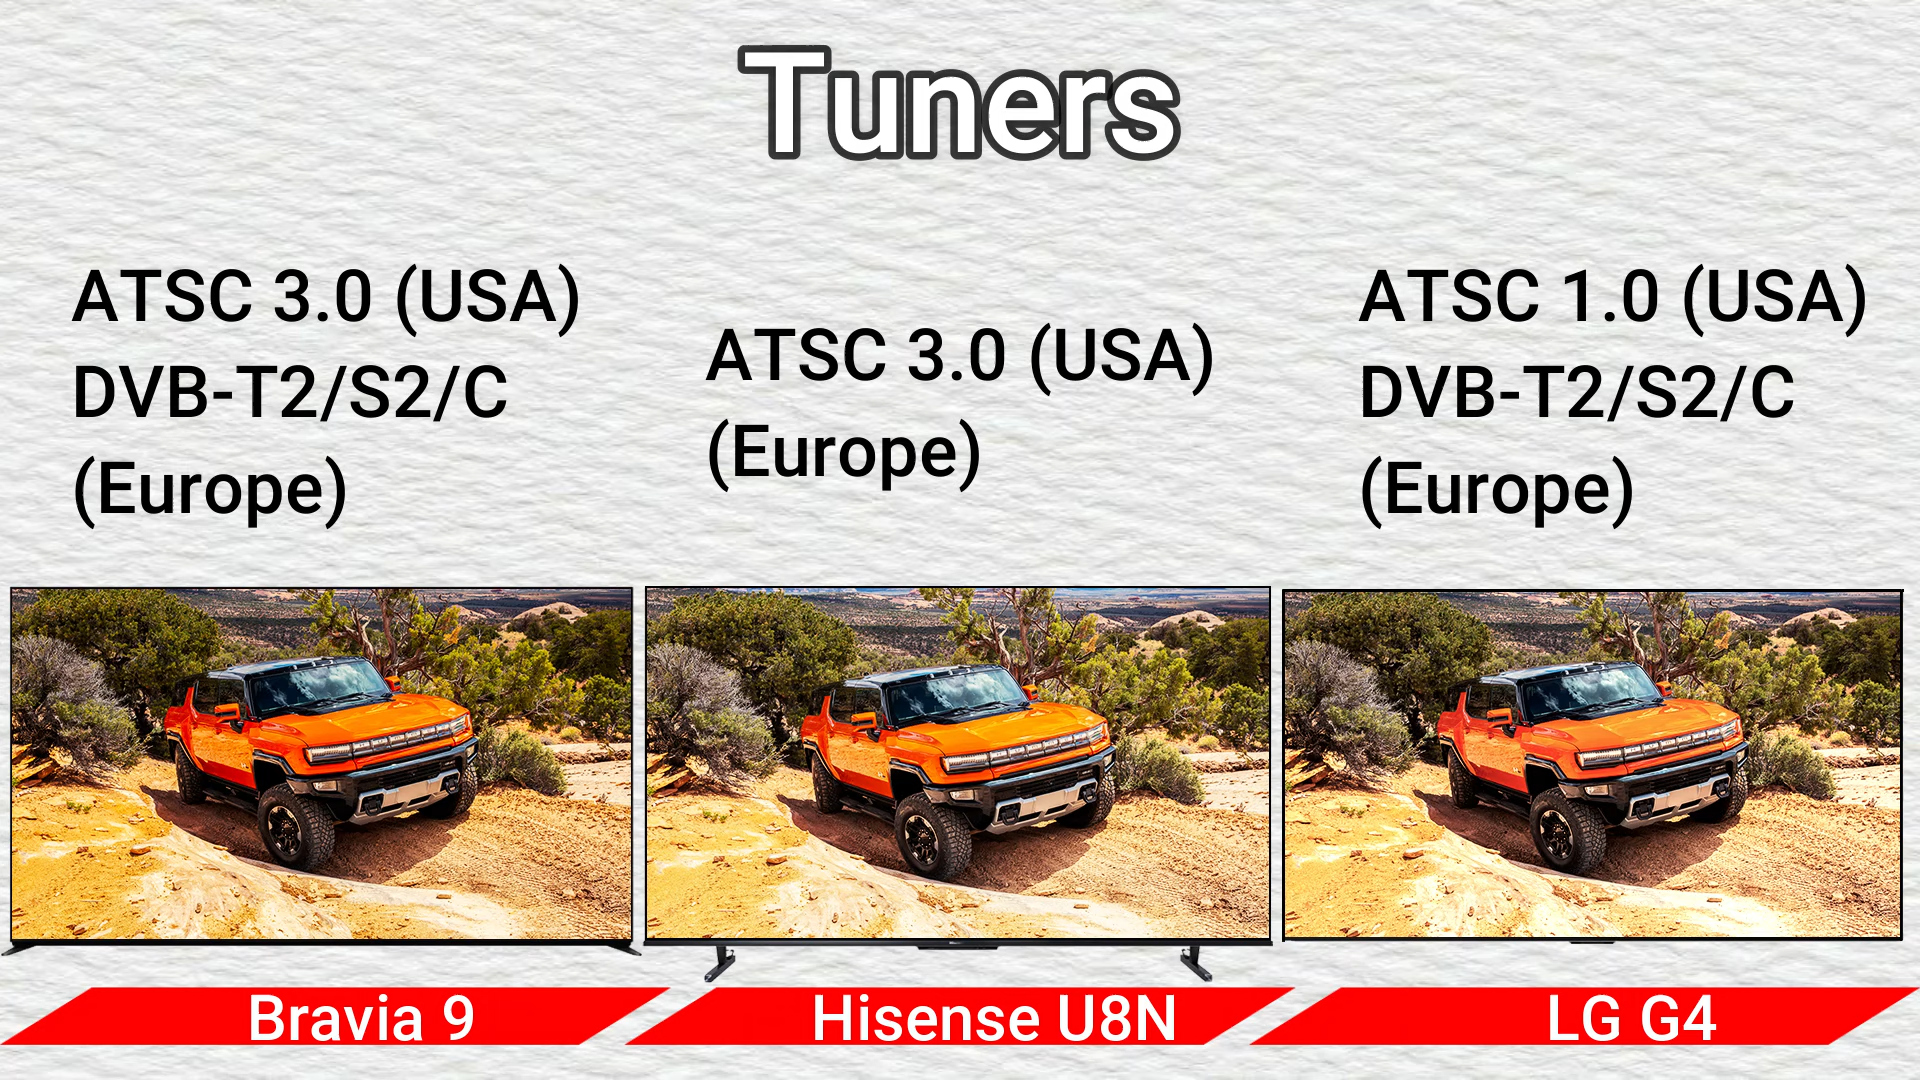 Tuners
ATSC 3.0 (USA)
DVB-T2/S2/C
(Europe)
ATSC 3.0 (USA)
(Europe)
ATSC 1.0 (USA)
DVB-T2/S2/C
(Europe)
Bravia 9
Hisense U8N
LG G4